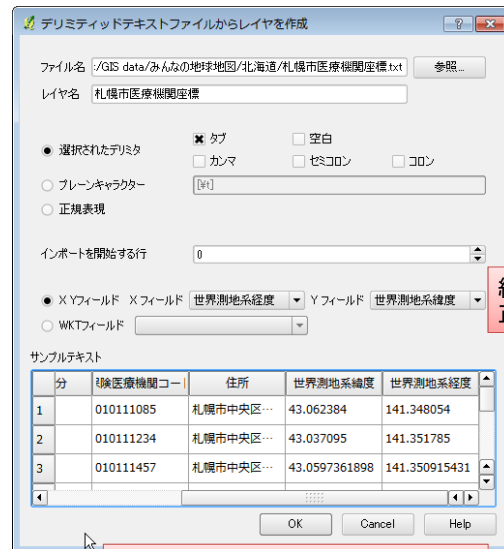 デリミティッドテキストファイルからレイヤを作成
ファイル名 :/GIS data/みんなの地球地図/北海道/札幌市医療機関座標.txt 参照...
レイヤ名 札幌市医療機関座標
選択されたデリミタ タブ 空白
カンマ セミコロン コロン
プレーンキャラクター [¥t]
正規表現
インポートを開始する行 0
X Yフィールド X フィールド 世界測地系経度 Y フィールド 世界測地系緯度
WKTフィールド
サンプルテキスト
分 険医療機関コー 住所 世界測地系緯度 世界測地系経度
1 010111085 札幌市中央区… 43.062384 141.348054
2 010111234 札幌市中央区… 43.037095 141.351785
3 010111457 札幌市中央区… 43.0597361898 141.350915431
OK Cancel Help